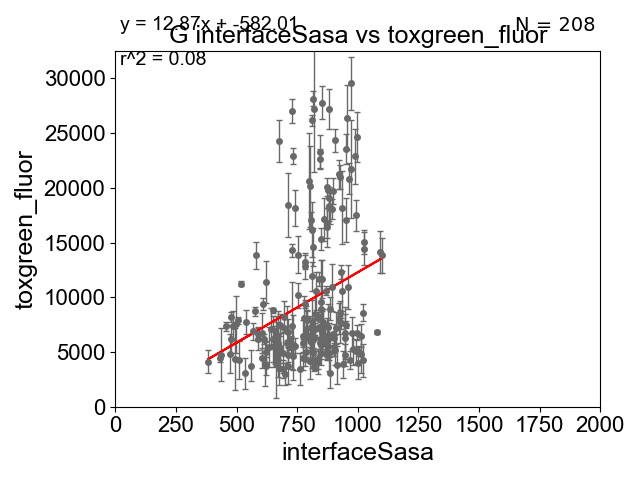 y = 12.87x + -582.01
N = 208
G interfaceSasa vs toxgreen_fluor
r^2 = 0.08
30000
25000
20000
15000
10000
5000
0
toxgreen_fluor
0 250 500 750 1000 1250 1500 1750 2000
interfaceSasa